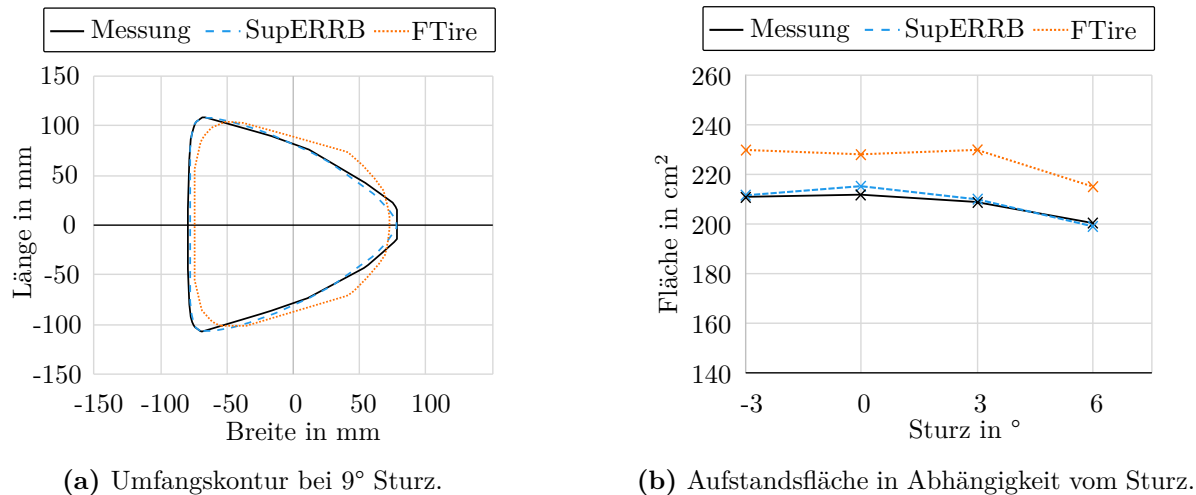 Messung SupERRB FTire
150
100
50
0
-50
-100
-150
-150 -100 -50 0 50 100
Länge in mm
Breite in mm
(a) Umfangskontur bei 9° Sturz.
Messung SupERRB FTire
260
240
220
200
180
160
140
-3 0 3 6
Fläche in cm²
Sturz in °
(b) Aufstandsfläche in Abhängigkeit vom Sturz.